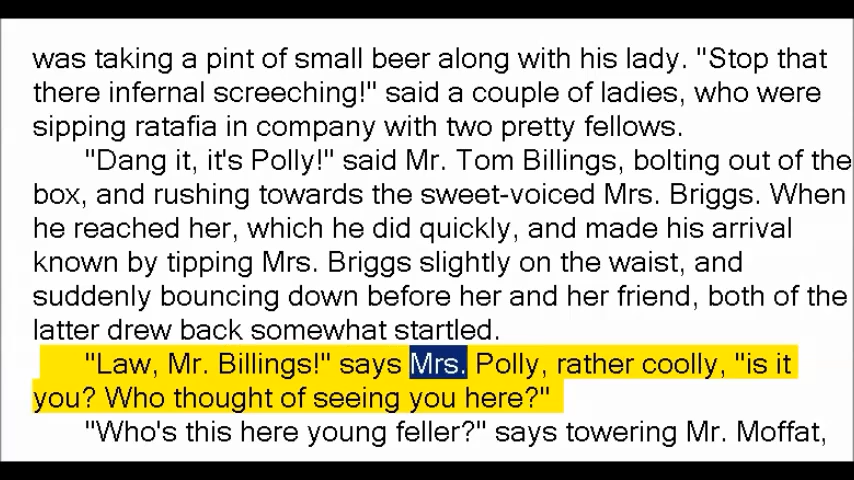 was taking a pint of small beer along with his lady. "Stop that
there infernal screeching!" said a couple of ladies, who were
sipping ratafia in company with two pretty fellows.
"Dang it, it's Polly!" said Mr. Tom Billings, bolting out of the
box, and rushing towards the sweet-voiced Mrs. Briggs. When
he reached her, which he did quickly, and made his arrival
known by tipping Mrs. Briggs slightly on the waist, and
suddenly bouncing down before her and her friend, both of the
latter drew back somewhat startled.
"Law, Mr. Billings!" says Mrs. Polly, rather coolly, "is it
you? Who thought of seeing you here?"
"Who's this here young feller?" says towering Mr. Moffat,